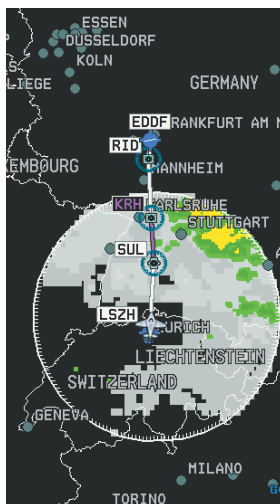 ESSEN
DÜSSELDORF
KOLN
LIEGE
GERMANY
EDDF
FRANKFURT AM
RID
MANNHEIM
EMBOURG
KRH
KARLSRUHE
STUTTGART
SUL
LSZH
ZURICH
LIECHTENSTEIN
SWITZERLAND
GENEVA
MILANO
TORINO